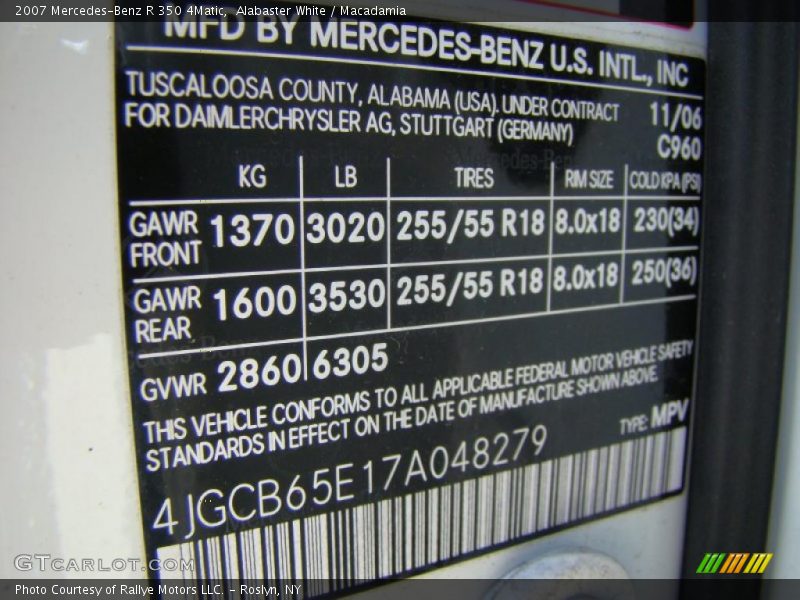 2007 Mercedes-Benz R 350 4Matic,  Alabaster White / Macadamia
MFD BY MERCEDES-BENZ U.S. INTL., INC
TUSCALOOSA COUNTY, ALABAMA (USA). UNDER CONTRACT 11/06
FOR DAIMLERCHRYSLER AG, STUTTGART (GERMANY) C960
KG LB TIRES RIM SIZE COLD KPA (PSI)
GAWR FRONT 1370 3020 255/55 R18 8.0x18 230(34)
GAWR REAR 1600 3530 255/55 R18 8.0x18 250(36)
GVWR 2860 6305
THIS VEHICLE CONFORMS TO ALL APPLICABLE FEDERAL MOTOR VEHICLE SAFETY
STANDARDS IN EFFECT ON THE DATE OF MANUFACTURE SHOWN ABOVE.
TYPE: MPV
4JGCB65E17A048279
GTcarlot.com
Photo Courtesy of Rallye Motors LLC. - Roslyn, NY